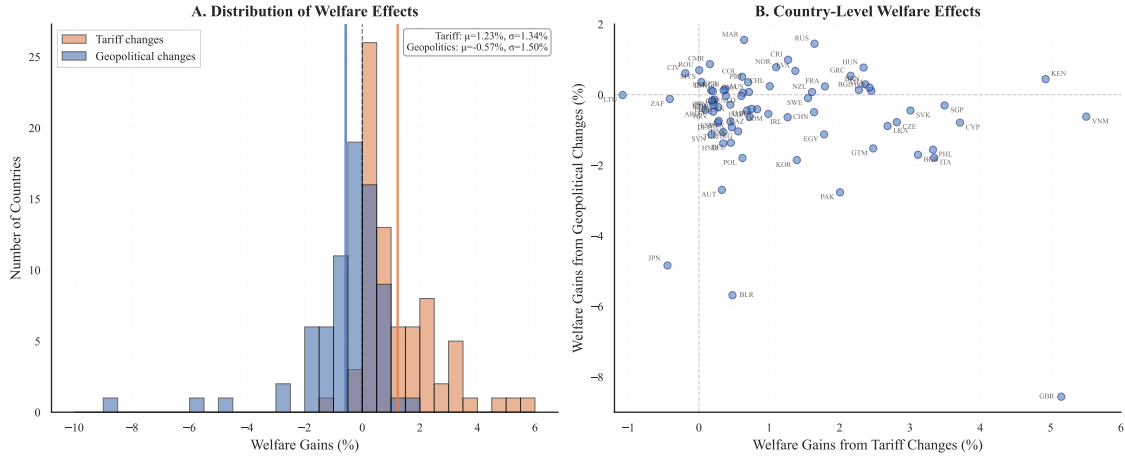 A. Distribution of Welfare Effects
Tariff changes
Geopolitical changes
Tariff: μ=1.23%, σ=1.34%
Geopolitics: μ=-0.57%, σ=1.50%
Number of Countries
25
20
15
10
5
0
−10
−8
−6
−4
−2
0
2
4
6
Welfare Gains (%)
B. Country-Level Welfare Effects
Welfare Gains from Geopolitical Changes (%)
2
0
−2
−4
−6
−8
MAR
RUS
CRI
NOR
CMR
ROU
CIV
MYS
HUN
GRC
KEN
COL
CHL
FRA
NZL
BGD
LTU
ZAF
SWE
SGP
SVK
VNM
IRL
CHN
CZE
CYP
LKA
EGY
SVN
HND
POL
KOR
GTM
PHL
ITA
AUT
PAK
JPN
BLR
GBR
−1
0
1
2
3
4
5
6
Welfare Gains from Tariff Changes (%)